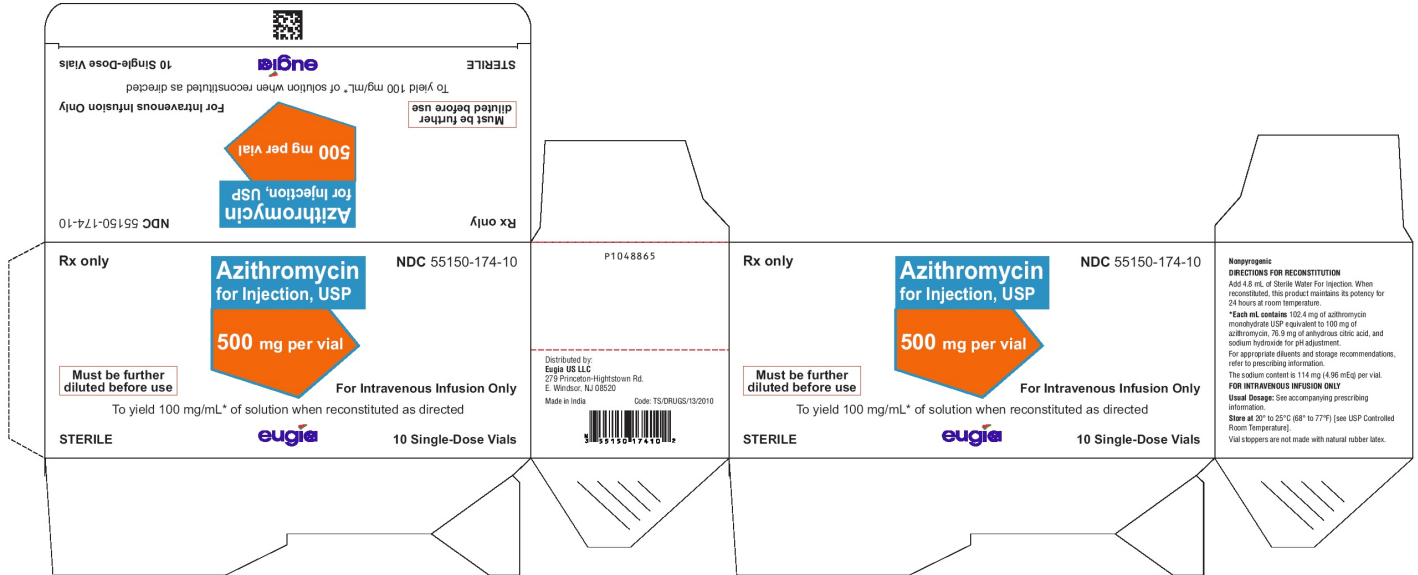 10 Single-Dose Vials
eugia
STERILE
To yield 100 mg/mL* of solution when reconstituted as directed
For Intravenous Infusion Only
Must be further
diluted before use
500 mg per vial
Azithromycin
for Injection, USP
NDC 55150-174-10
Rx only
Rx only
Azithromycin
for Injection, USP
NDC 55150-174-10
500 mg per vial
Must be further
diluted before use
For Intravenous Infusion Only
To yield 100 mg/mL* of solution when reconstituted as directed
STERILE
eugia
10 Single-Dose Vials
P1048865
Distributed by:
Eugia US LLC
279 Princeton-Hightstown Rd.
E. Windsor, NJ 08520
Made in India
Code: TS/DRUGS/13/2010
N
3 55150 17410 2
Rx only
Azithromycin
for Injection, USP
NDC 55150-174-10
500 mg per vial
Must be further
diluted before use
For Intravenous Infusion Only
To yield 100 mg/mL* of solution when reconstituted as directed
STERILE
eugia
10 Single-Dose Vials
Nonpyrogenic
DIRECTIONS FOR RECONSTITUTION
Add 4.8 mL of Sterile Water For Injection. When
reconstituted, this product maintains its potency for
24 hours at room temperature.
*Each mL contains 102.4 mg of azithromycin
monohydrate USP equivalent to 100 mg of
azithromycin, 76.9 mg of anhydrous citric acid, and
sodium hydroxide for pH adjustment.
For appropriate diluents and storage recommendations,
refer to prescribing information.
The sodium content is 114 mg (4.96 mEq) per vial.
FOR INTRAVENOUS INFUSION ONLY
Usual Dosage: See accompanying prescribing
information.
Store at 20° to 25°C (68° to 77°F) [see USP Controlled
Room Temperature].
Vial stoppers are not made with natural rubber latex.